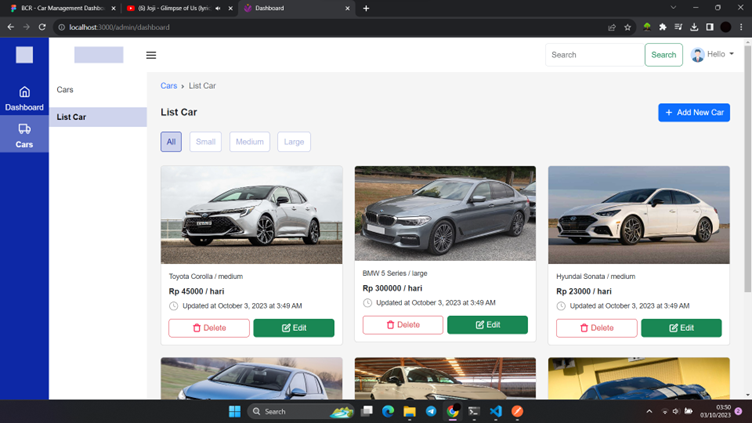 BCR - Car Management Dashbo
(6) Joji - Glimpse of Us (lyric
Dashboard
localhost:3000/admin/dashboard
Search
Search
Hello
Dashboard
Cars
Cars
List Car
Cars › List Car
List Car
+ Add New Car
All
Small
Medium
Large
Toyota Corolla / medium
Rp 45000 / hari
Updated at October 3, 2023 at 3:49 AM
Delete
Edit
BMW 5 Series / large
Rp 300000 / hari
Updated at October 3, 2023 at 3:49 AM
Delete
Edit
Hyundai Sonata / medium
Rp 23000 / hari
Updated at October 3, 2023 at 3:49 AM
Delete
Edit
Search
03:50
03/10/2023
2